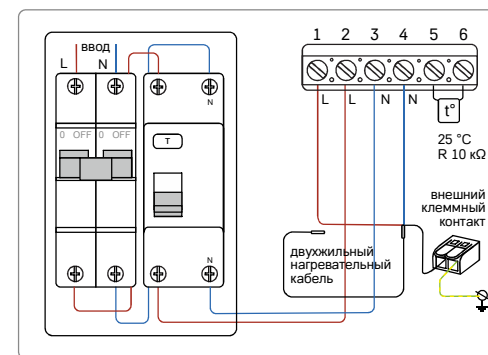 ввод
L N
N
0 OFF 0 OFF
T
N
1 2 3 4 5 6
L L N N
t°
25 °C
R 10 кΩ
внешний
клеммный
контакт
двухжильный
нагревательный
кабель